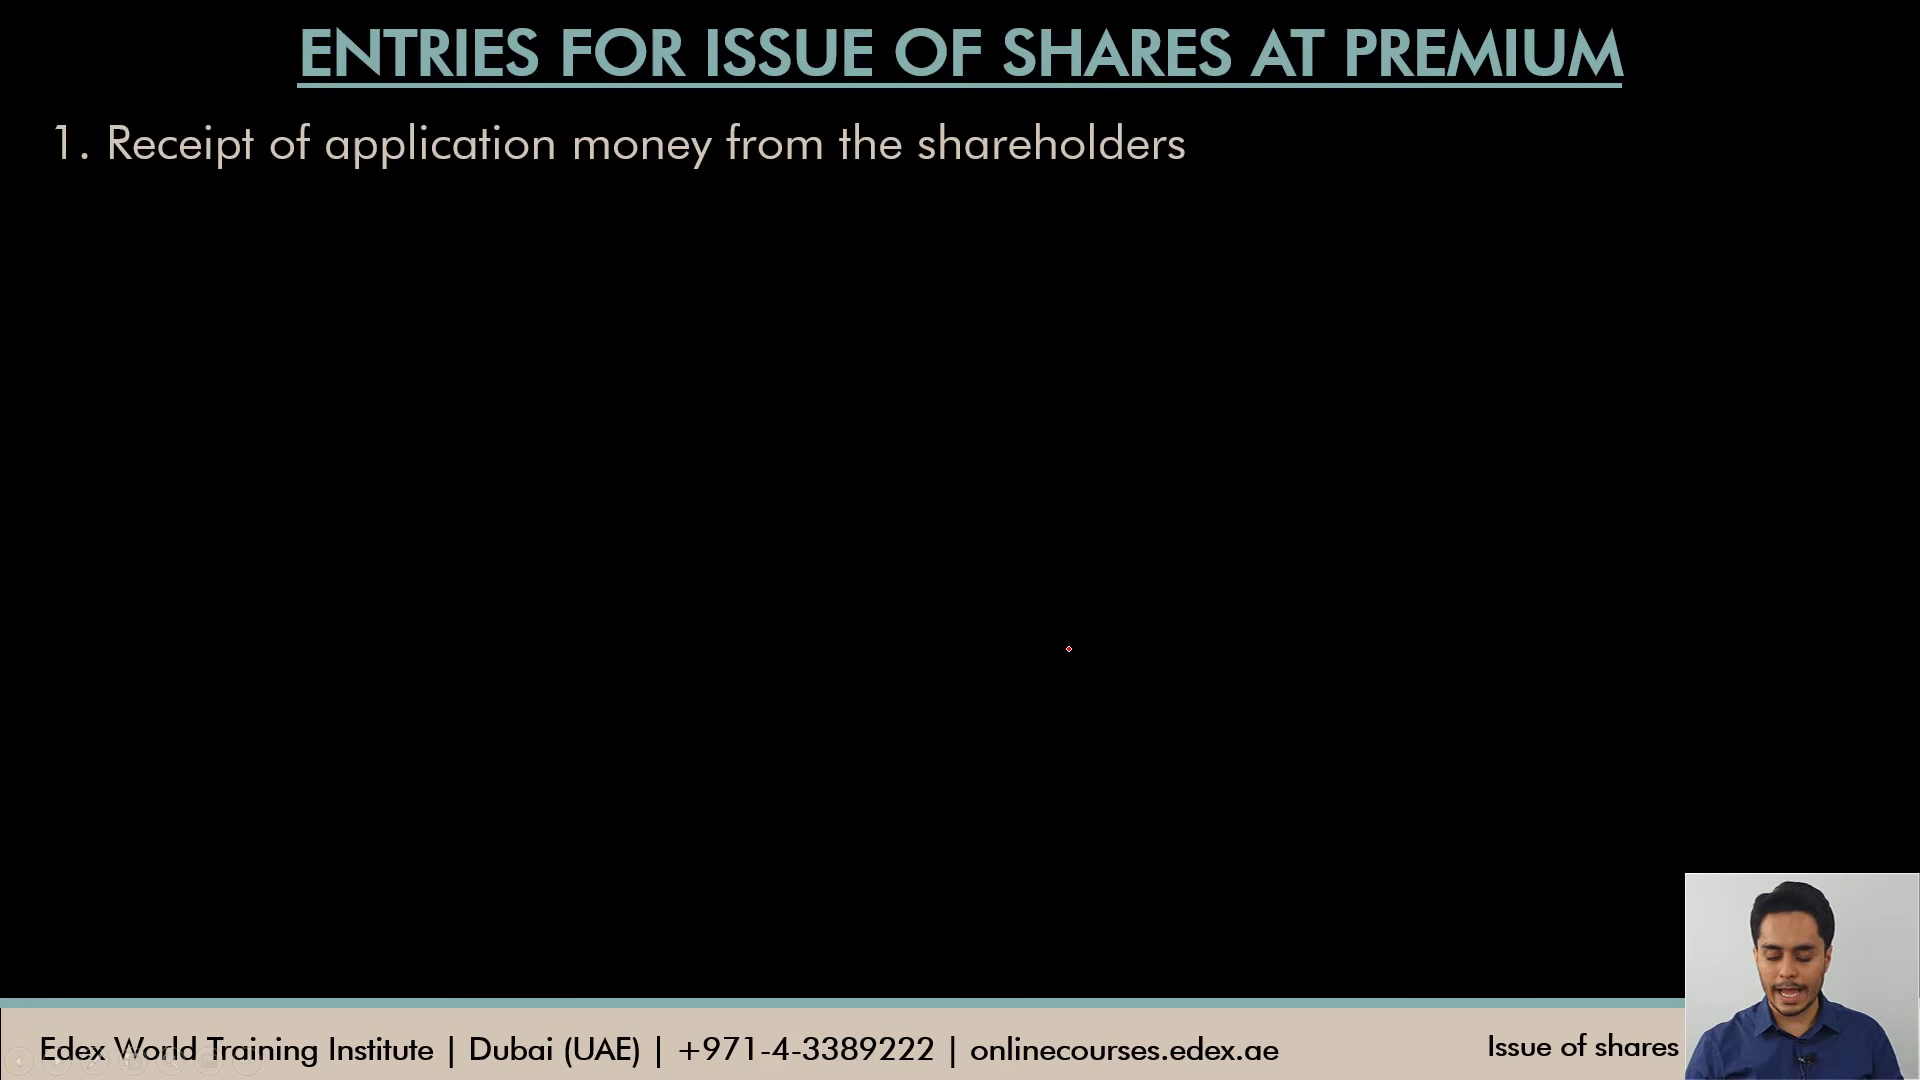 ENTRIES FOR ISSUE OF SHARES AT PREMIUM
1. Receipt of application money from the shareholders
Edex World Training Institute | Dubai (UAE) | +971-4-3389222 | onlinecourses.edex.ae
Issue of shares